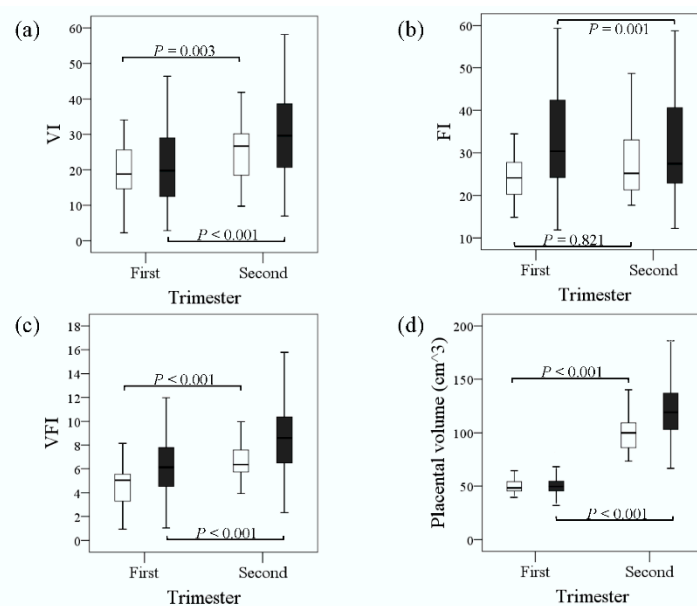 (a)
60
50
40
30
20
10
0
VI
P = 0.003
P < 0.001
First Second
Trimester
(b)
60
50
40
30
20
10
FI
P = 0.001
P = 0.821
First Second
Trimester
(c)
18
16
14
12
10
8
6
4
2
0
VFI
P < 0.001
P < 0.001
First Second
Trimester
(d)
200
150
100
50
0
Placental volume (cm^3)
P < 0.001
P < 0.001
First Second
Trimester